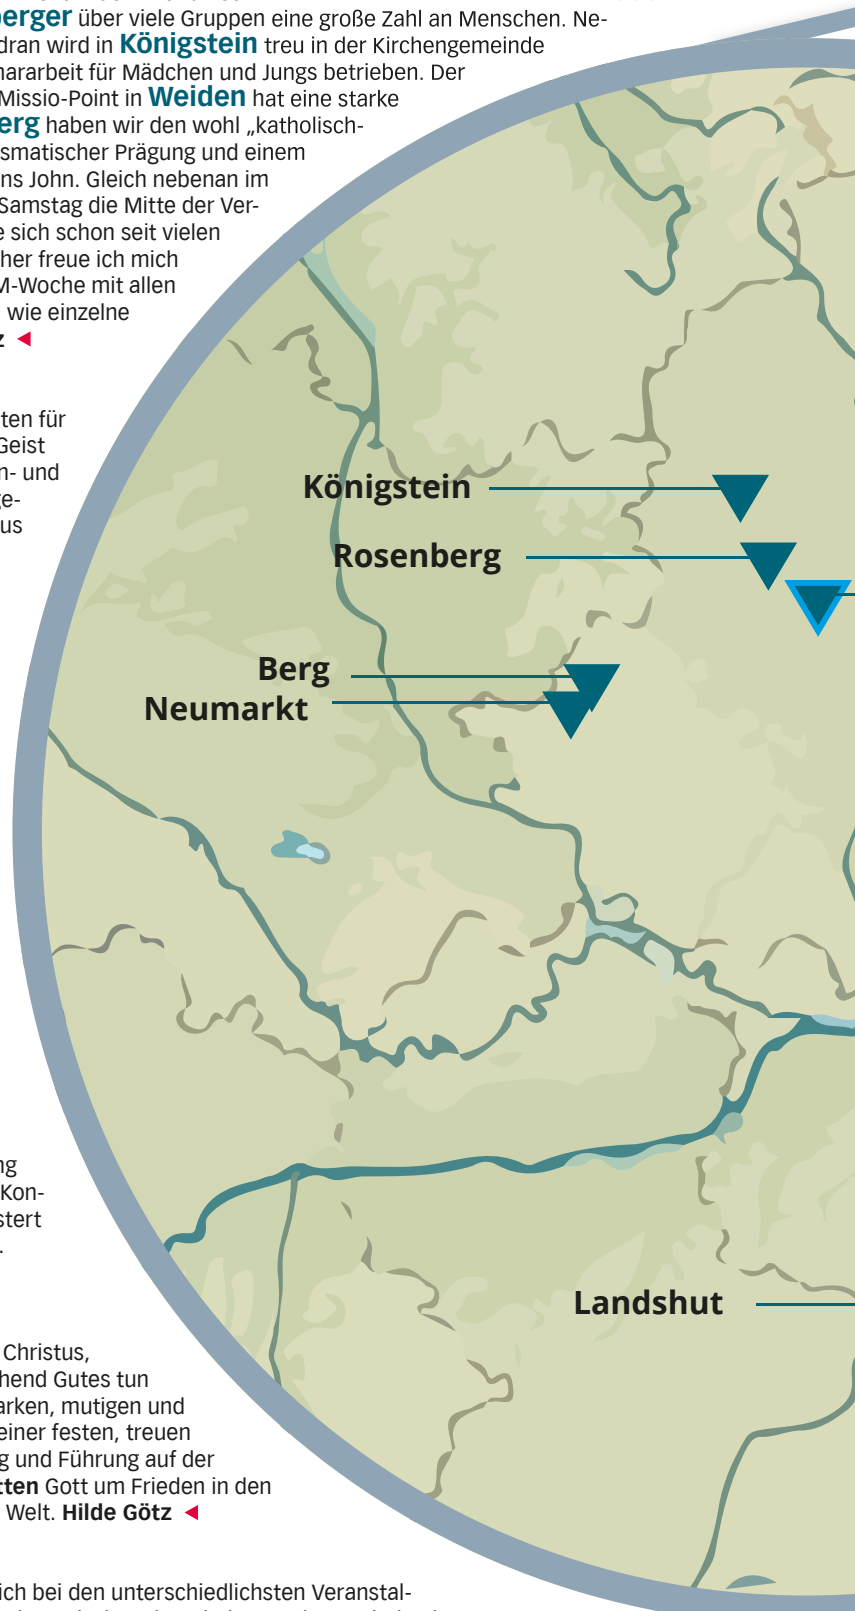 berger über viele Gruppen eine große Zahl an Menschen. Ne-
dran wird in Königstein treu in der Kirchengemeinde
nararbeit für Mädchen und Jungs betrieben. Der
Missio-Point in Weiden hat eine starke
erg haben wir den wohl „katholisch-
smatischer Prägung und einem
ns John. Gleich nebenan im
Samstag die Mitte der Ver-
e sich schon seit vielen
her freue ich mich
M-Woche mit allen
wie einzelne
z ◄
ten für
Geist
n- und
ge-
us
Königstein
Rosenberg
Berg
Neumarkt
ng
Kon-
stert
.
Landshut
Christus,
hend Gutes tun
arken, mutigen und
einer festen, treuen
g und Führung auf der
tten Gott um Frieden in den
Welt. Hilde Götz ◄
ich bei den unterschiedlichsten Veranstal-